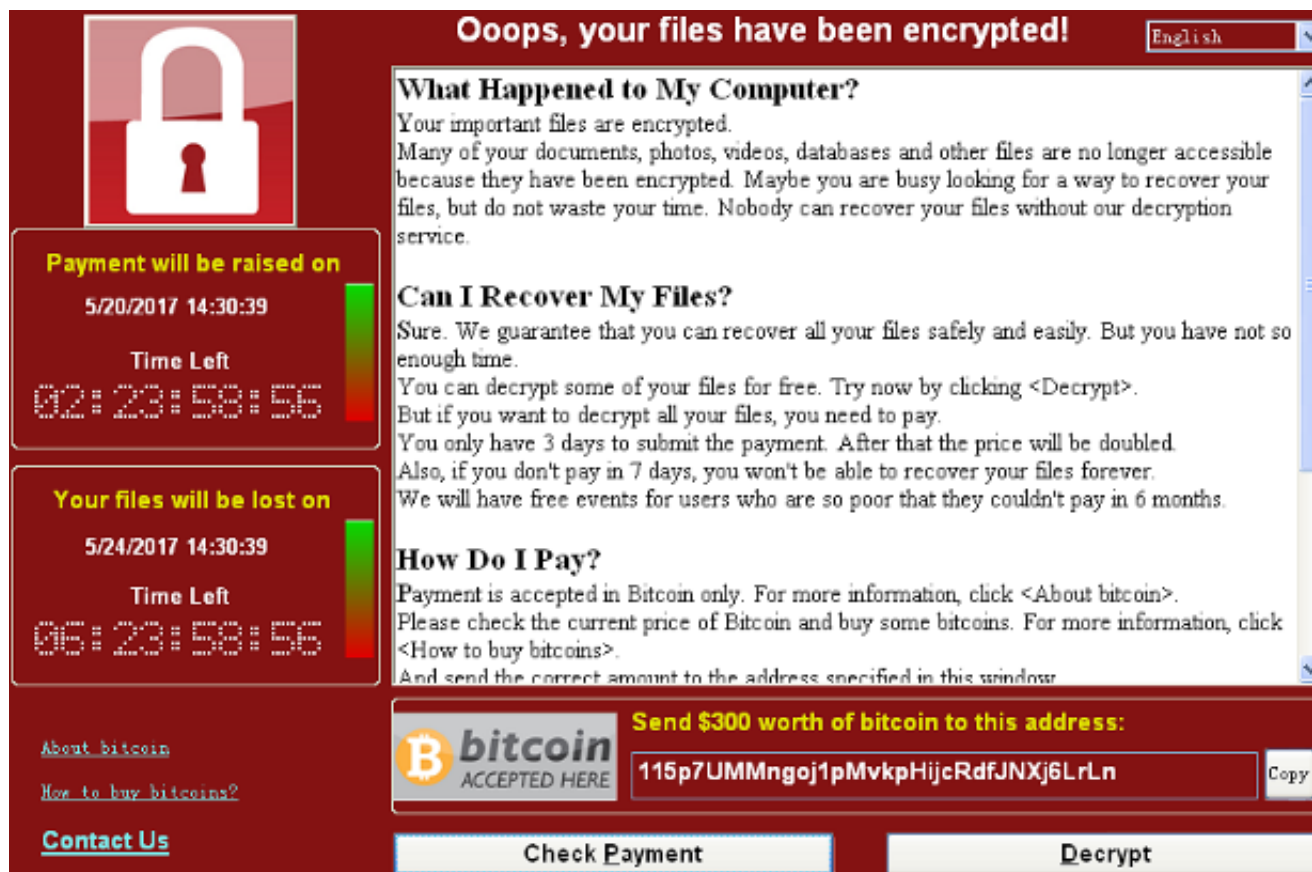 Ooops, your files have been encrypted!
English
What Happened to My Computer?
Your important files are encrypted.
Many of your documents, photos, videos, databases and other files are no longer accessible
because they have been encrypted. Maybe you are busy looking for a way to recover your
files, but do not waste your time. Nobody can recover your files without our decryption
service.
Can I Recover My Files?
Sure. We guarantee that you can recover all your files safely and easily. But you have not so
enough time.
You can decrypt some of your files for free. Try now by clicking <Decrypt>.
But if you want to decrypt all your files, you need to pay.
You only have 3 days to submit the payment. After that the price will be doubled.
Also, if you don't pay in 7 days, you won't be able to recover your files forever.
We will have free events for users who are so poor that they couldn't pay in 6 months.
How Do I Pay?
Payment is accepted in Bitcoin only. For more information, click <About bitcoin>.
Please check the current price of Bitcoin and buy some bitcoins. For more information, click
<How to buy bitcoins>.
And send the correct amount to the address specified in this window
Payment will be raised on
5/20/2017 14:30:39
Time Left
02:23:58:56
Your files will be lost on
5/24/2017 14:30:39
Time Left
06:23:58:56
About bitcoin
How to buy bitcoins?
Contact Us
bitcoin
ACCEPTED HERE
Send $300 worth of bitcoin to this address:
115p7UMMngoj1pMvkpHijcRdfJNXj6LrLn
Copy
Check Payment
Decrypt